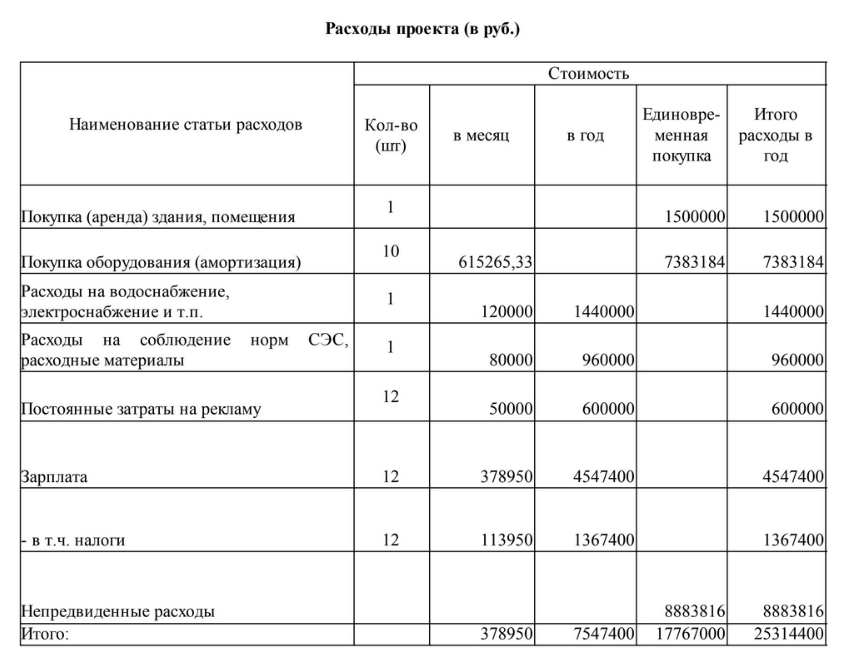 Расходы проекта (в руб.)
Наименование статьи расходов
Стоимость
Кол-во
(шт)
в месяц
в год
Единовре-
менная
покупка
Итого
расходы в
год
Покупка (аренда) здания, помещения 1 1500000 1500000
Покупка оборудования (амортизация) 10 615265,33 7383184 7383184
Расходы на водоснабжение,
электроснабжение и т.п. 1 120000 1440000 1440000
Расходы на соблюдение норм СЭС,
расходные материалы 1 80000 960000 960000
Постоянные затраты на рекламу 12 50000 600000 600000
Зарплата 12 378950 4547400 4547400
- в т.ч. налоги 12 113950 1367400 1367400
Непредвиденные расходы 8883816 8883816
Итого: 378950 7547400 17767000 25314400